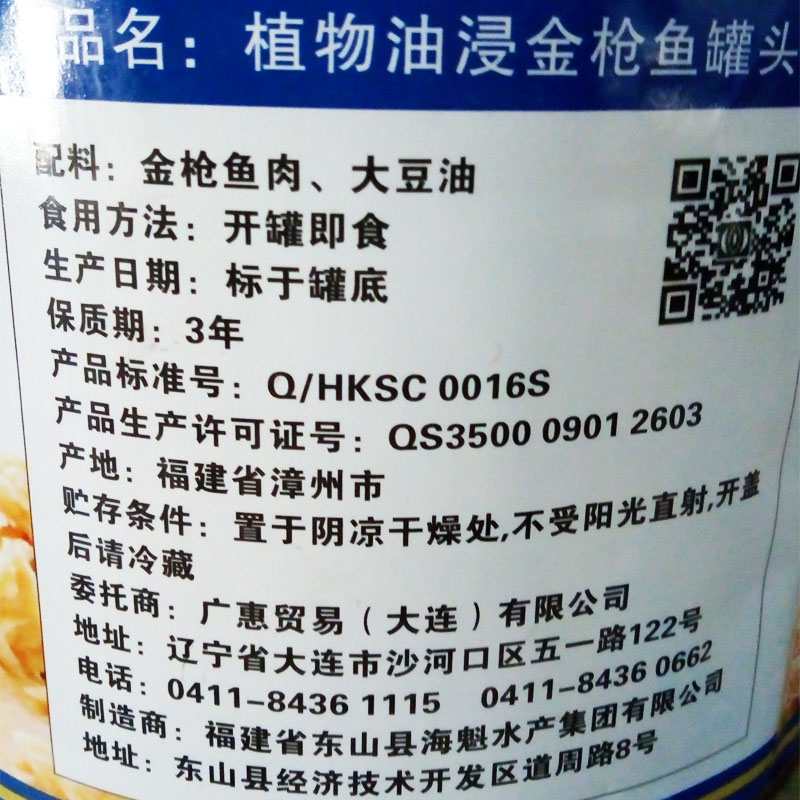 品名：植物油浸金枪鱼罐头
配料：金枪鱼肉、大豆油
食用方法：开罐即食
生产日期：标于罐底
保质期：3年
产品标准号：Q/HKSC 0016S
产品生产许可证号：QS3500 0901 2603
产地：福建省漳州市
贮存条件：置于阴凉干燥处,不受阳光直射,开盖
后请冷藏
委托商：广惠贸易（大连）有限公司
地址：辽宁省大连市沙河口区五一路122号
电话：0411-8436 1115 0411-8436 0662
制造商：福建省东山县海魁水产集团有限公司
地址：东山县经济技术开发区道周路8号